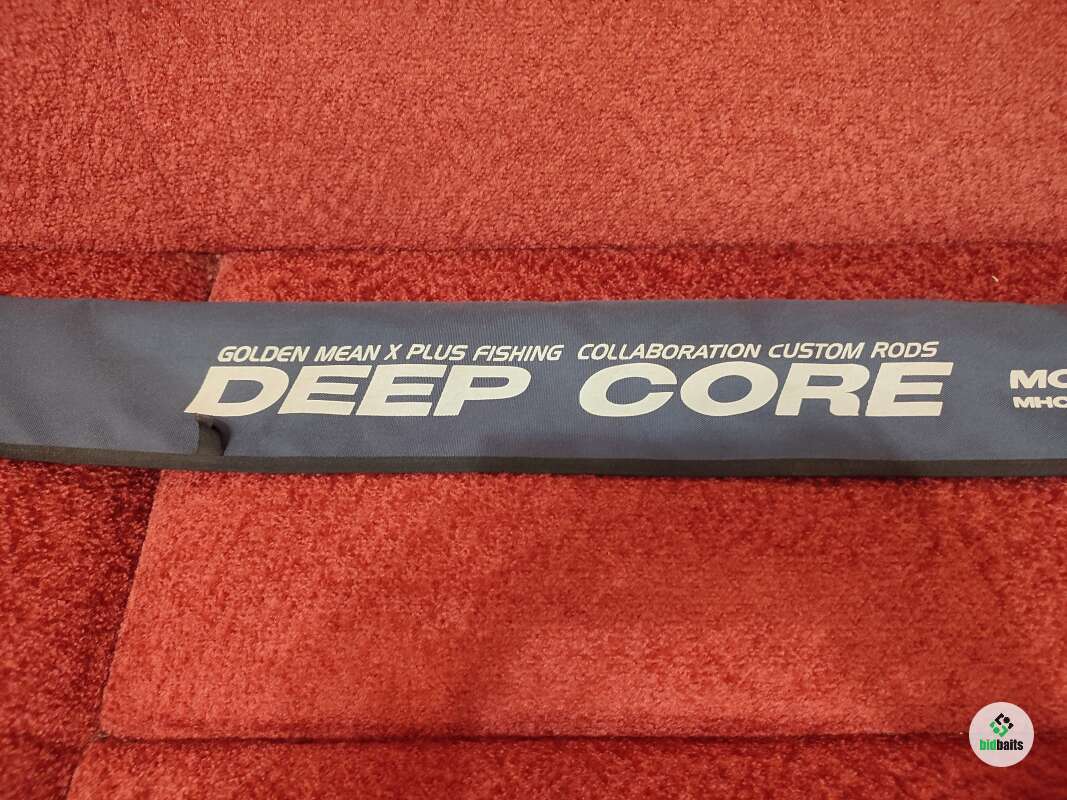 GOLDEN MEAN X PLUS FISHING COLLABORATION CUSTOM RODS
DEEP CORE
bidbaits